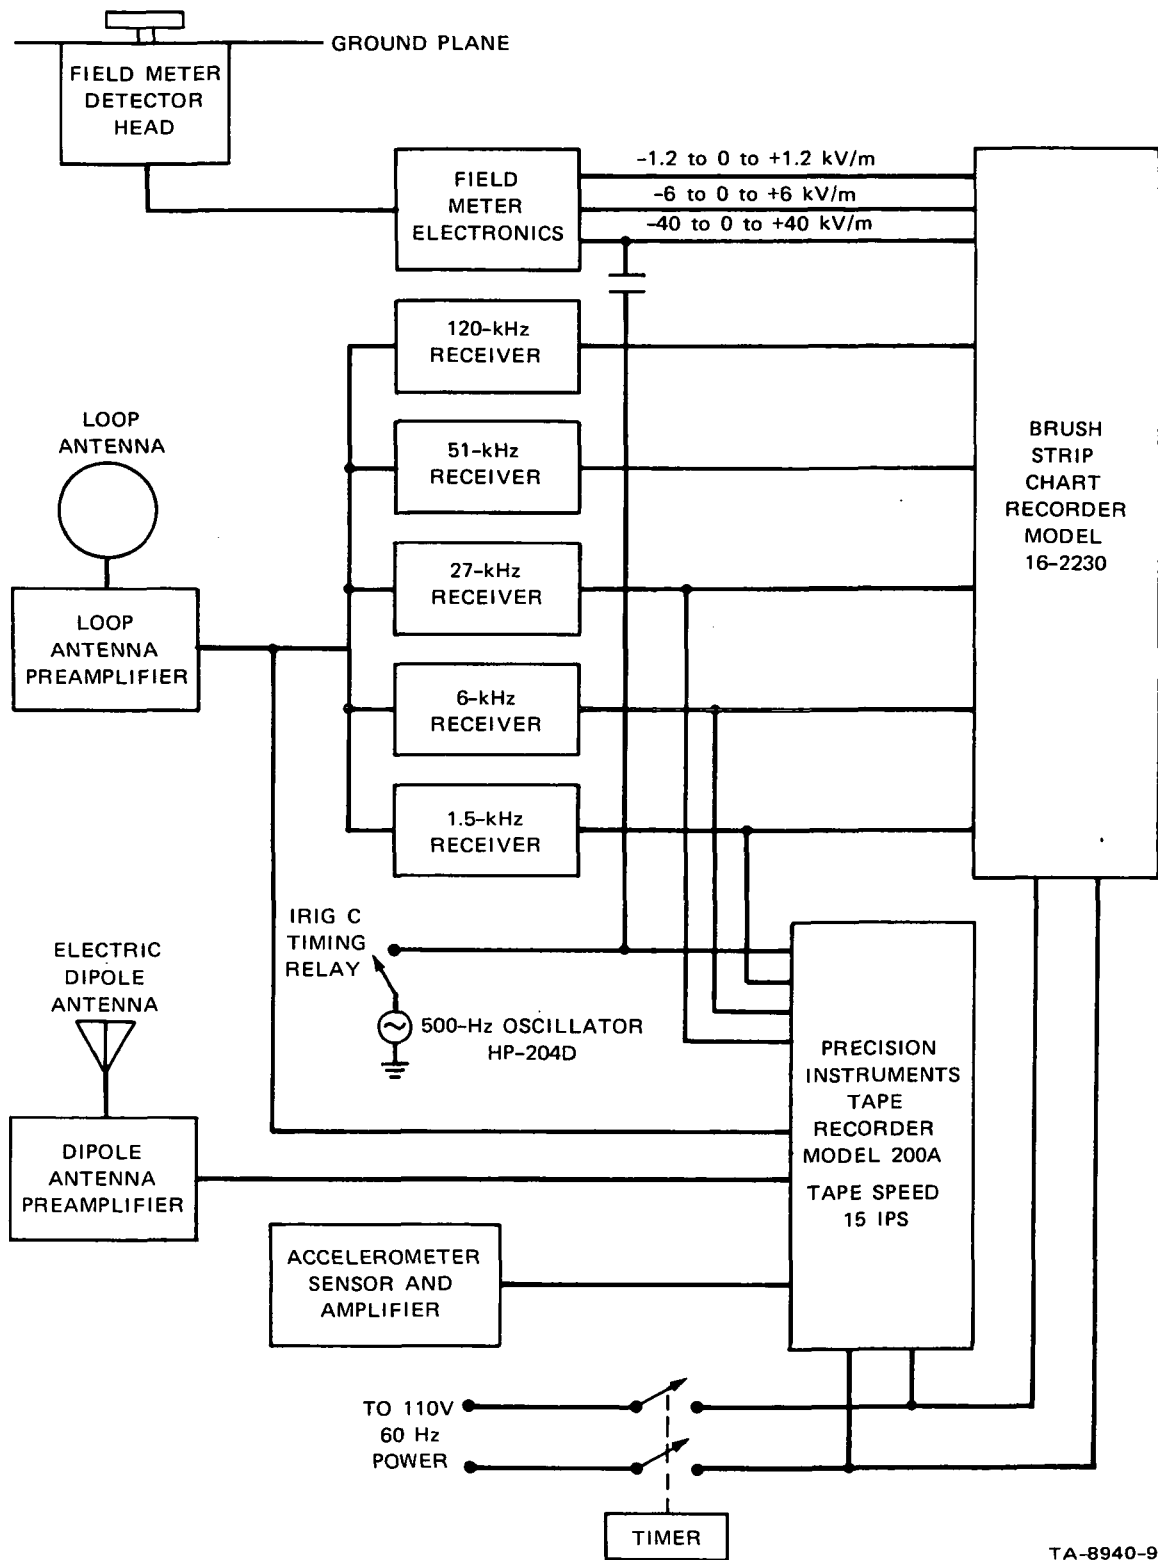 GROUND PLANE
FIELD METER
DETECTOR
HEAD
FIELD
METER
ELECTRONICS
-1.2 to 0 to +1.2 kV/m
-6 to 0 to +6 kV/m
-40 to 0 to +40 kV/m
120-kHz
RECEIVER
LOOP
ANTENNA
51-kHz
RECEIVER
BRUSH
STRIP
CHART
RECORDER
MODEL
16-2230
27-kHz
RECEIVER
LOOP
ANTENNA
PREAMPLIFIER
6-kHz
RECEIVER
1.5-kHz
RECEIVER
IRIG C
TIMING
RELAY
ELECTRIC
DIPOLE
ANTENNA
500-Hz OSCILLATOR
HP-204D
PRECISION
INSTRUMENTS
TAPE
RECORDER
MODEL 200A
TAPE SPEED
15 IPS
DIPOLE
ANTENNA
PREAMPLIFIER
ACCELEROMETER
SENSOR AND
AMPLIFIER
TO 110V
60 Hz
POWER
TIMER
TA-8940-9